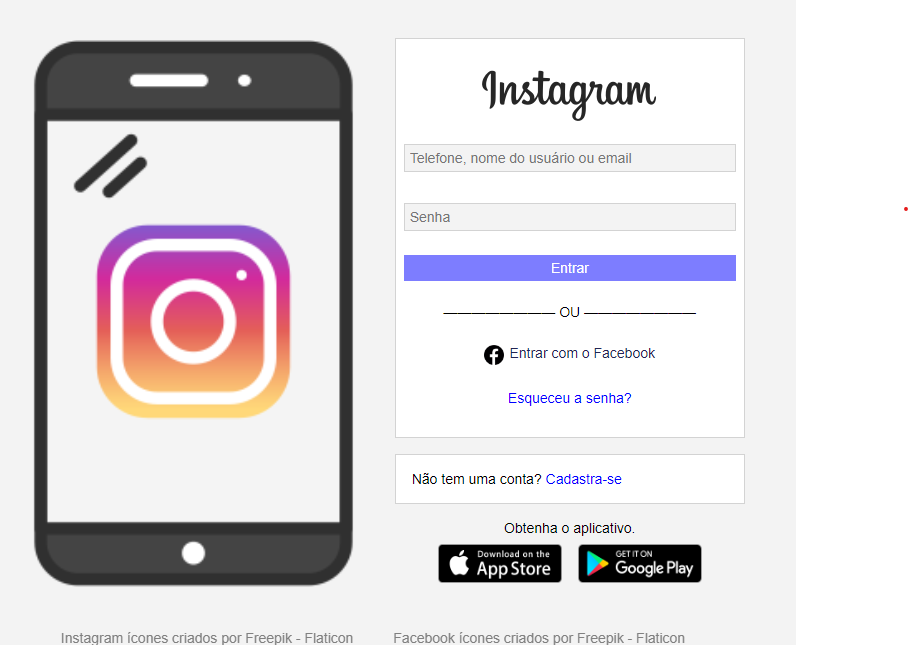 Instagram
Telefone, nome do usuário ou email
Senha
Entrar
———————— OU ————————
Entrar com o Facebook
Esqueceu a senha?
Não tem uma conta? Cadastra-se
Obtenha o aplicativo.
Download on the
App Store
GET IT ON
Google Play
Instagram ícones criados por Freepik - Flaticon
Facebook ícones criados por Freepik - Flaticon